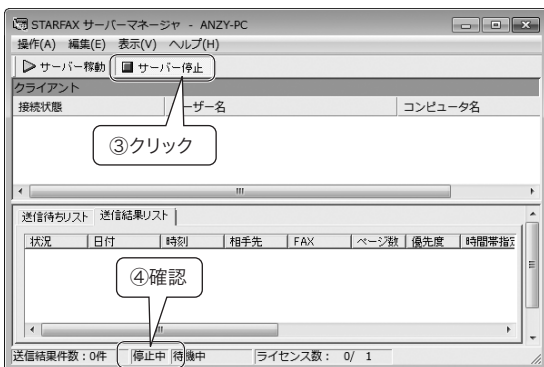 STARFAX サーバーマネージャ - ANZY-PC
操作(A) 編集(E) 表示(V) ヘルプ(H)
サーバー稼動 サーバー停止
クライアント
接続状態 ーザー名 コンピュータ名
③クリック
送信待ちリスト 送信結果リスト
状況 日付 時刻 相手先 FAX ページ数 優先度 時間帯指定
④確認
送信結果件数:0件 停止中 待機中 ライセンス数: 0/ 1